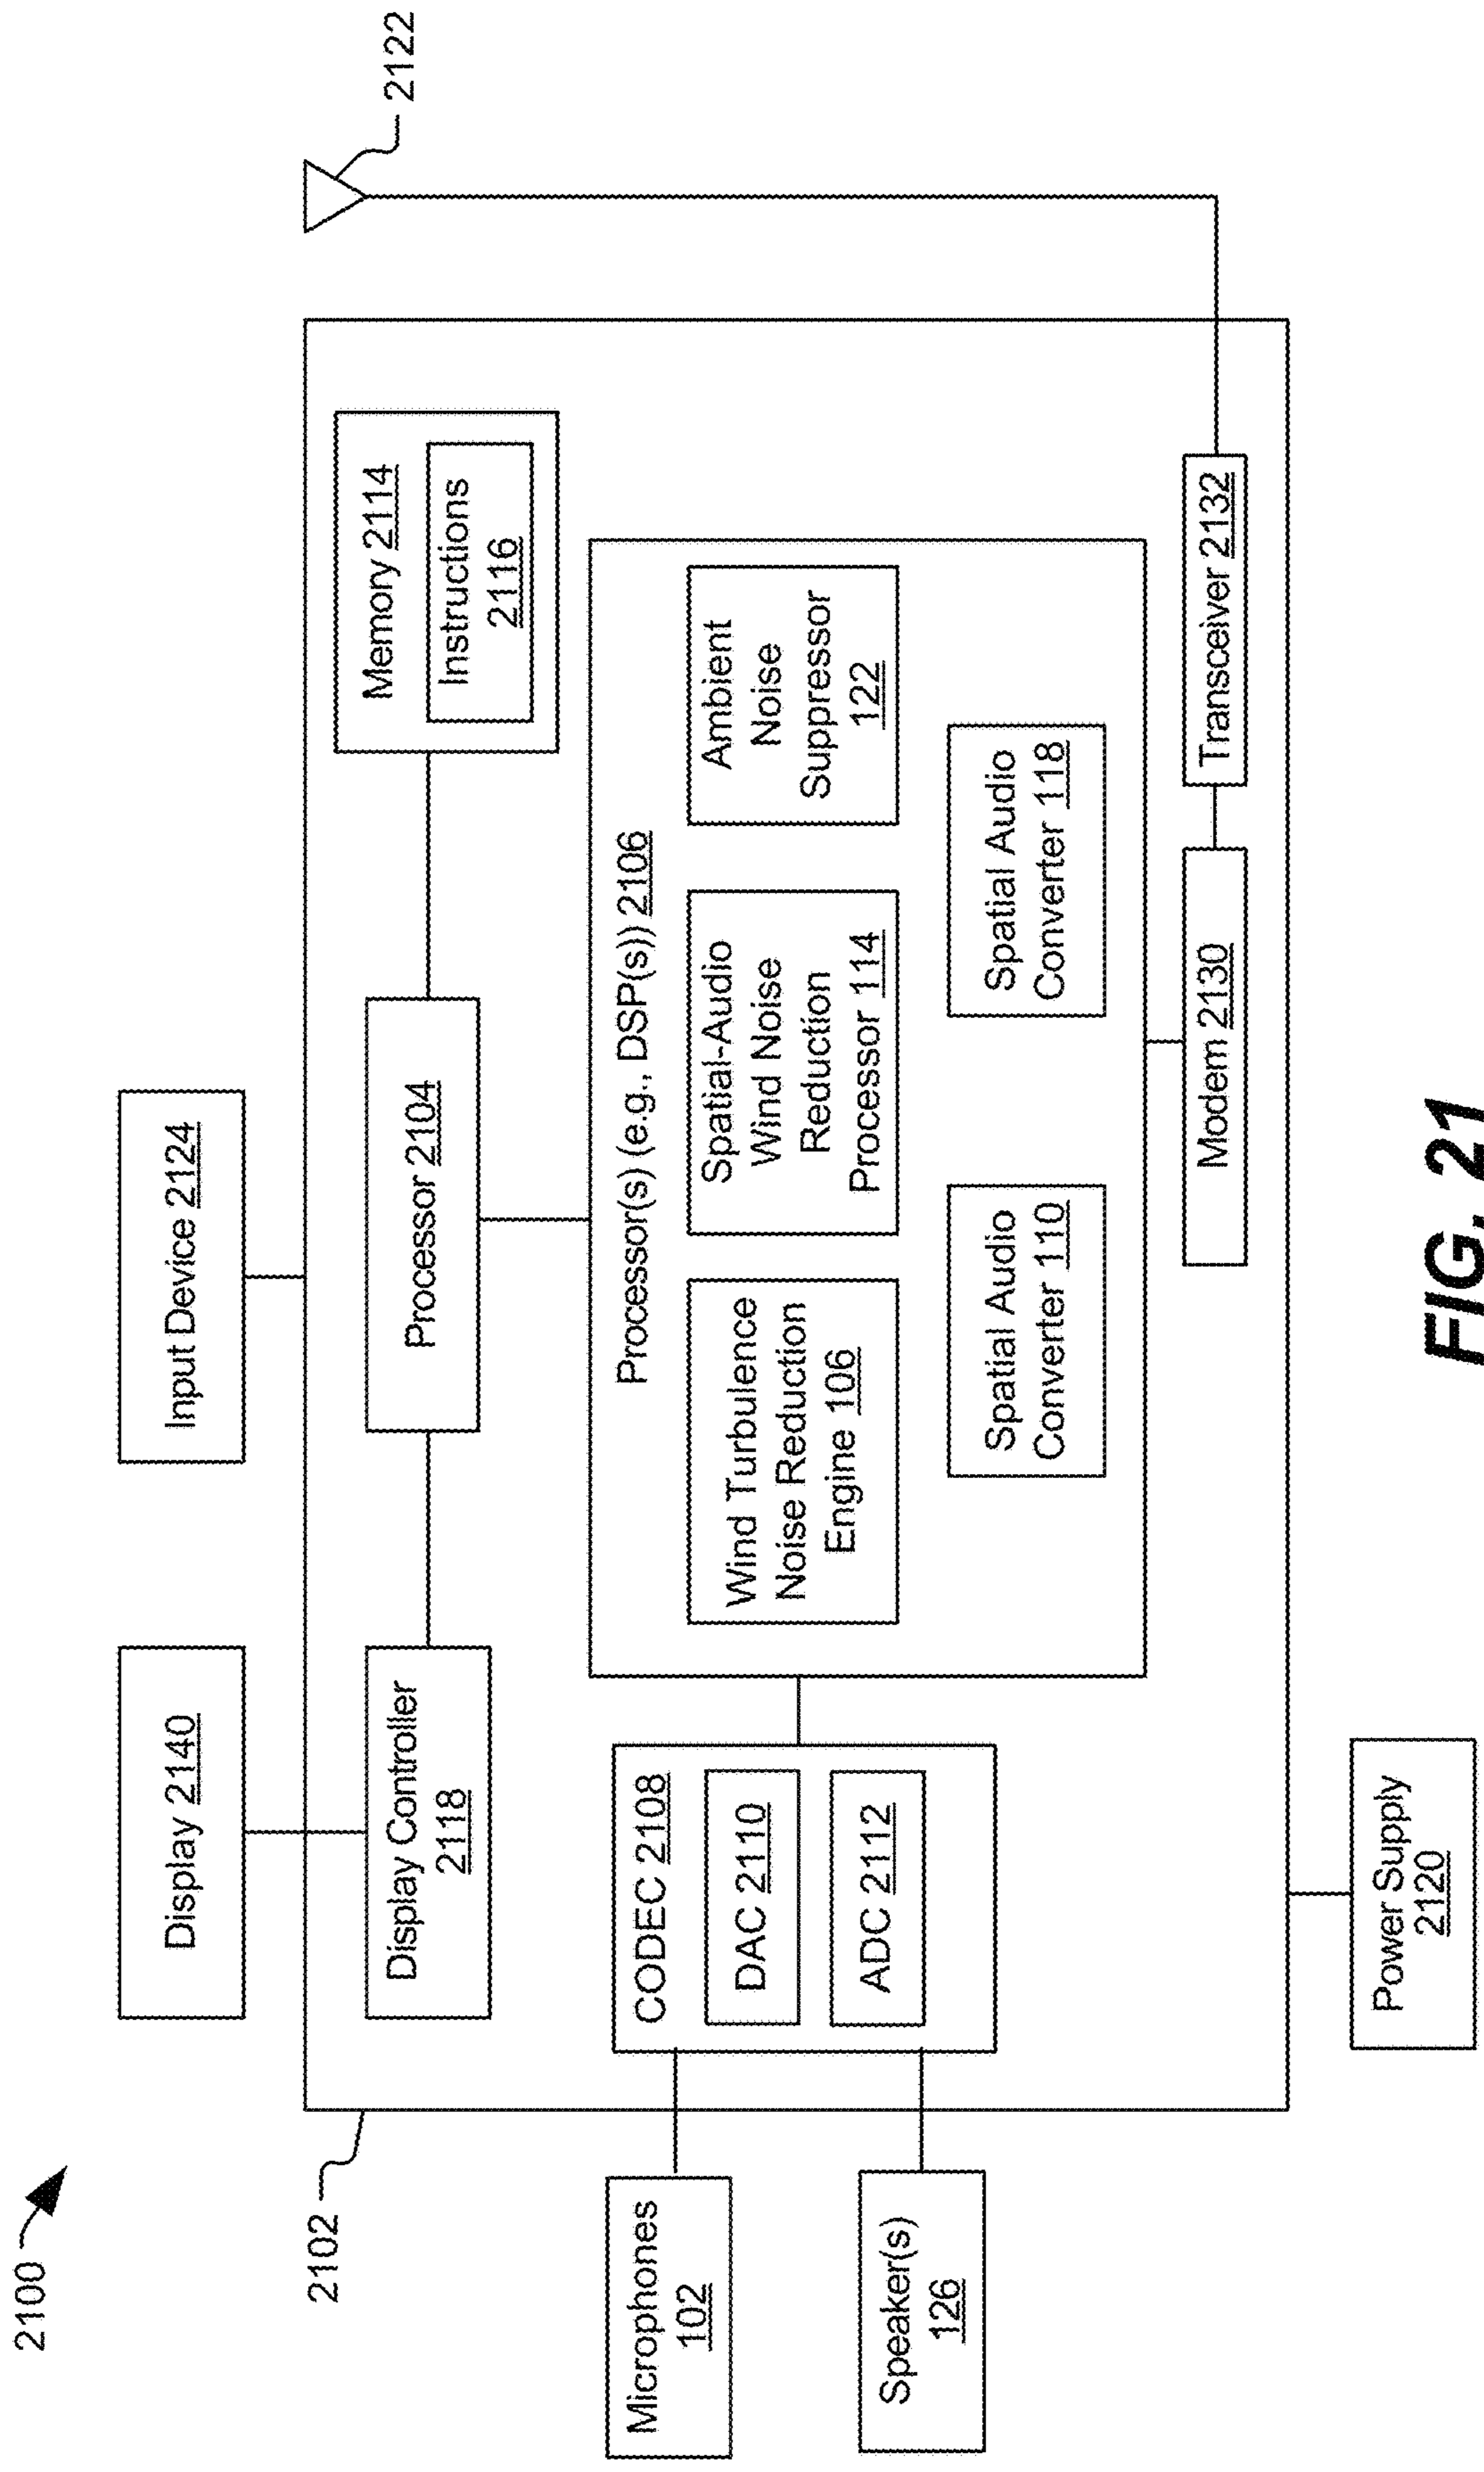 2100
2102
Display 2140
Input Device 2124
2122
Display Controller
2118
Processor 2104
Memory 2114
Instructions
2116
Microphones
102
Speaker(s)
126
CODEC 2108
DAC 2110
ADC 2112
Processor(s) (e.g., DSP(s)) 2106
Wind Turbulence
Noise Reduction
Engine 106
Spatial-Audio
Wind Noise
Reduction
Processor 114
Ambient
Noise
Suppressor
122
Spatial Audio
Converter 110
Spatial Audio
Converter 118
Modem 2130
Transceiver 2132
Power Supply
2120
FIG. 21